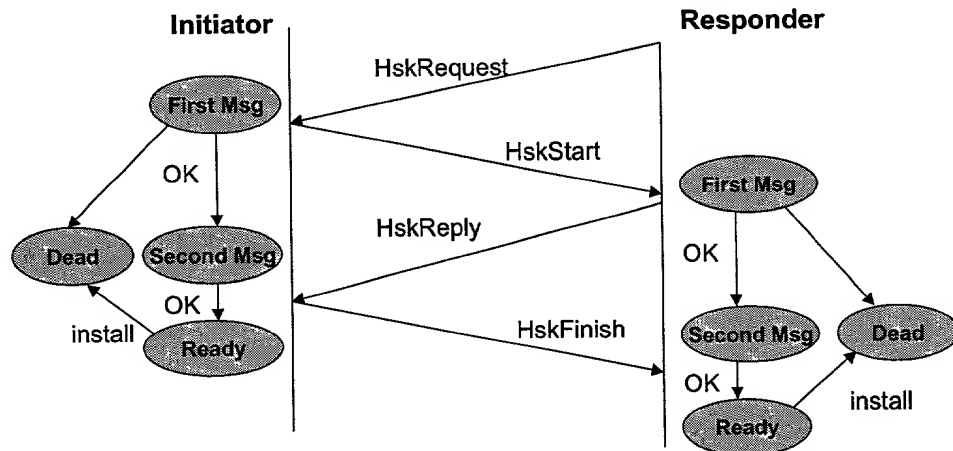 Initiator
Responder
HskRequest
First Msg
OK
HskStart
First Msg
HskReply
OK
Dead
Second Msg
OK
install
Ready
HskFinish
Second Msg
Dead
OK
install
Ready